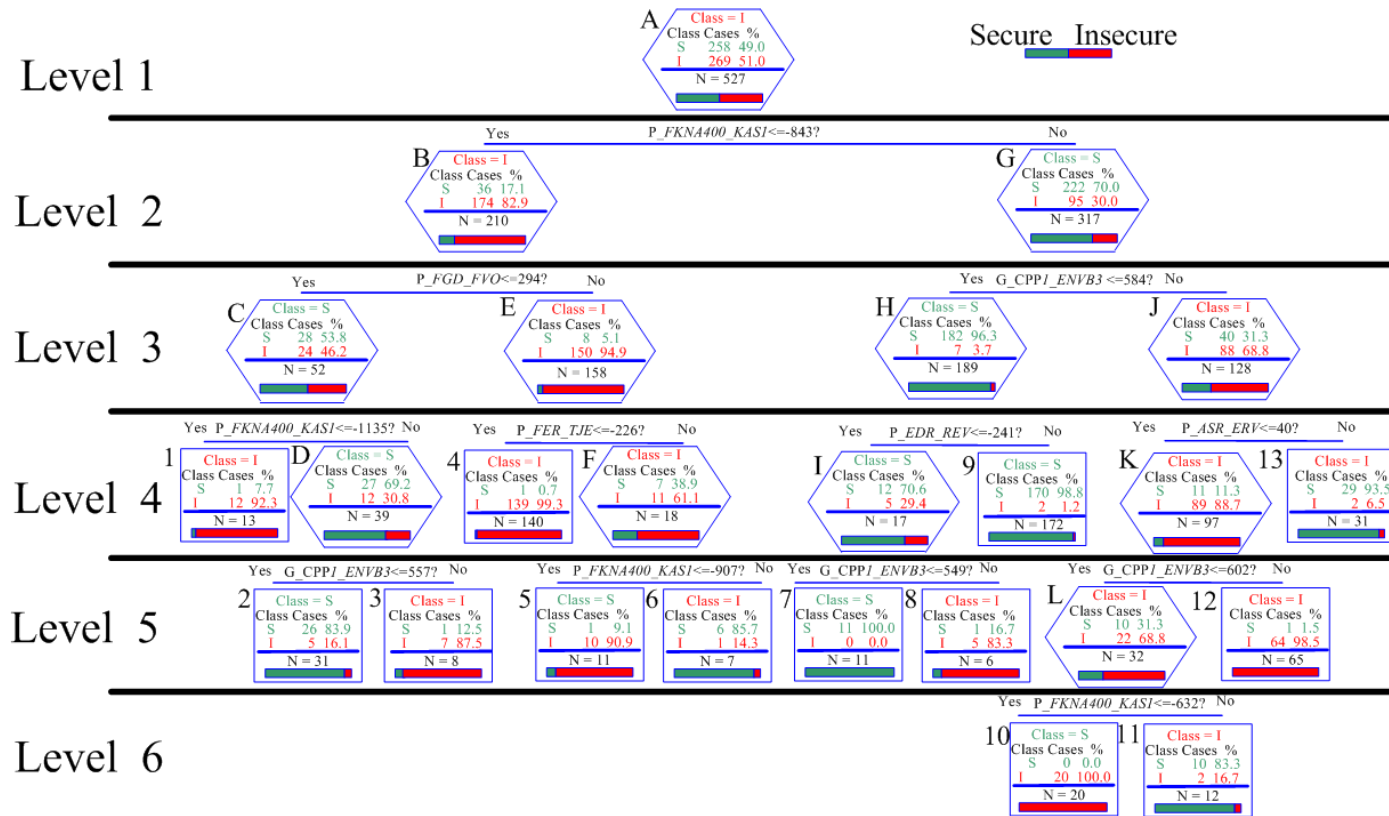 Level 1
A
Class = I
Class Cases %
S 258 49.0
I 269 51.0
N = 527
Secure Insecure
Yes P_FKNA400_KAS1<=-843? No
Level 2
B
Class = I
Class Cases %
S 36 17.1
I 174 82.9
N = 210
G
Class = S
Class Cases %
S 222 70.0
I 95 30.0
N = 317
Yes P_FGD_FVO<=294? No
Yes G_CPP1_ENVB3<=584? No
Level 3
C
Class = S
Class Cases %
S 28 53.8
I 24 46.2
N = 52
E
Class = I
Class Cases %
S 8 5.1
I 150 94.9
N = 158
H
Class = S
Class Cases %
S 182 96.3
I 7 3.7
N = 189
J
Class = I
Class Cases %
S 40 31.3
I 88 68.8
N = 128
Yes P_FKNA400_KAS1<=-1135? No
Yes P_FER_TJE<=-226? No
Yes P_EDR_REV<=-241? No
Yes P_ASR_ERV<=40? No
Level 4
1
Class = I
Class Cases %
S 1 7.7
I 12 92.3
N = 13
D
Class = S
Class Cases %
S 27 69.2
I 12 30.8
N = 39
4
Class = I
Class Cases %
S 1 0.7
I 139 99.3
N = 140
F
Class = I
Class Cases %
S 7 38.9
I 11 61.1
N = 18
I
Class = S
Class Cases %
S 12 70.6
I 5 29.4
N = 17
9
Class = S
Class Cases %
S 170 98.8
I 2 1.2
N = 172
K
Class = I
Class Cases %
S 11 11.3
I 89 88.7
N = 97
13
Class = I
Class Cases %
S 29 93.5
I 2 6.5
N = 31
Yes G_CPP1_ENVB3<=557? No
Yes P_FKNA400_KAS1<=-907? No
Yes G_CPP1_ENVB3<=549? No
Yes G_CPP1_ENVB3<=602? No
Level 5
2
Class = S
Class Cases %
S 26 83.9
I 5 16.1
N = 31
3
Class = I
Class Cases %
S 1 12.5
I 7 87.5
N = 8
5
Class = S
Class Cases %
S 1 9.1
I 10 90.9
N = 11
6
Class = I
Class Cases %
S 6 85.7
I 1 14.3
N = 7
7
Class = S
Class Cases %
S 11 100.0
I 0 0.0
N = 11
8
Class = I
Class Cases %
S 1 16.7
I 5 83.3
N = 6
L
Class = I
Class Cases %
S 10 31.3
I 22 68.8
N = 32
12
Class = I
Class Cases %
S 1 1.5
I 64 98.5
N = 65
Yes P_FKNA400_KAS1<=-632? No
Level 6
10
Class = S
Class Cases %
S 0 0.0
I 20 100.0
N = 20
11
Class = I
Class Cases %
S 10 83.3
I 2 16.7
N = 12